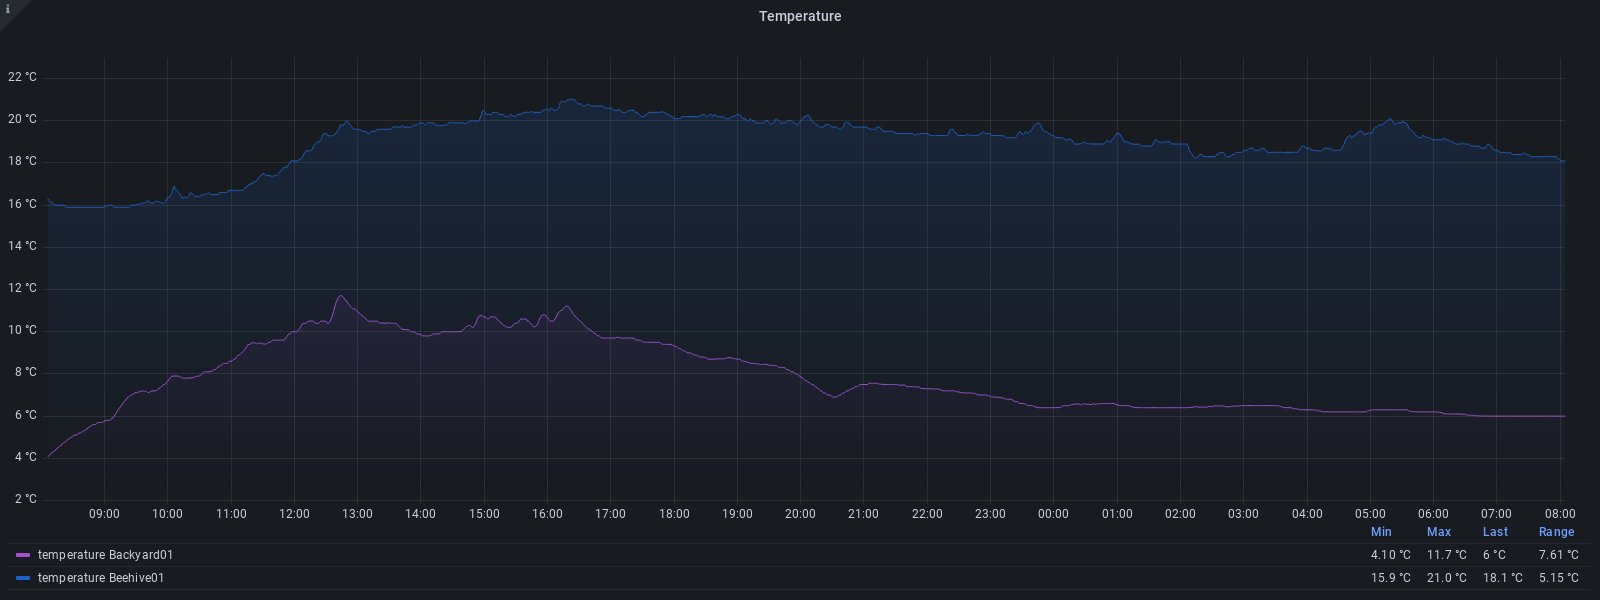 i
Temperature
22 °C
20 °C
18 °C
16 °C
14 °C
12 °C
10 °C
8 °C
6 °C
4 °C
2 °C
09:00 10:00 11:00 12:00 13:00 14:00 15:00 16:00 17:00 18:00 19:00 20:00 21:00 22:00 23:00 00:00 01:00 02:00 03:00 04:00 05:00 06:00 07:00 08:00
Min Max Last Range
temperature Backyard01 4.10 °C 11.7 °C 6 °C 7.61 °C
temperature Beehive01 15.9 °C 21.0 °C 18.1 °C 5.15 °C